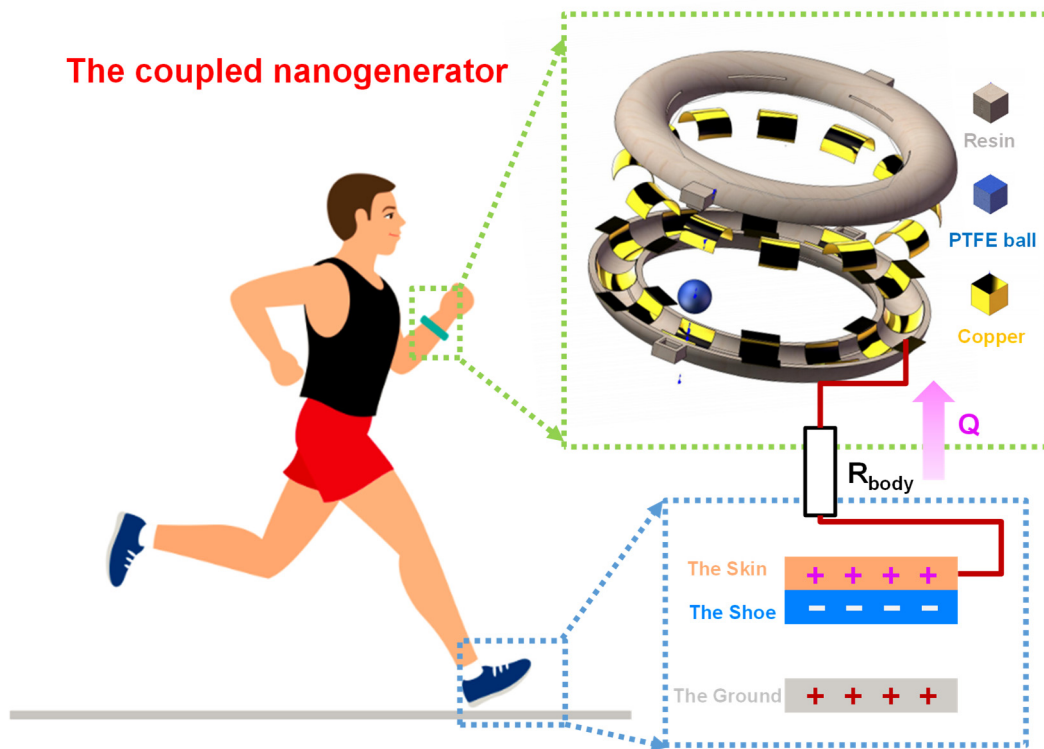 The coupled nanogenerator
Resin
PTFE ball
Copper
Q
R_body
The Skin
+ + + +
The Shoe
− − − −
The Ground
+ + + +